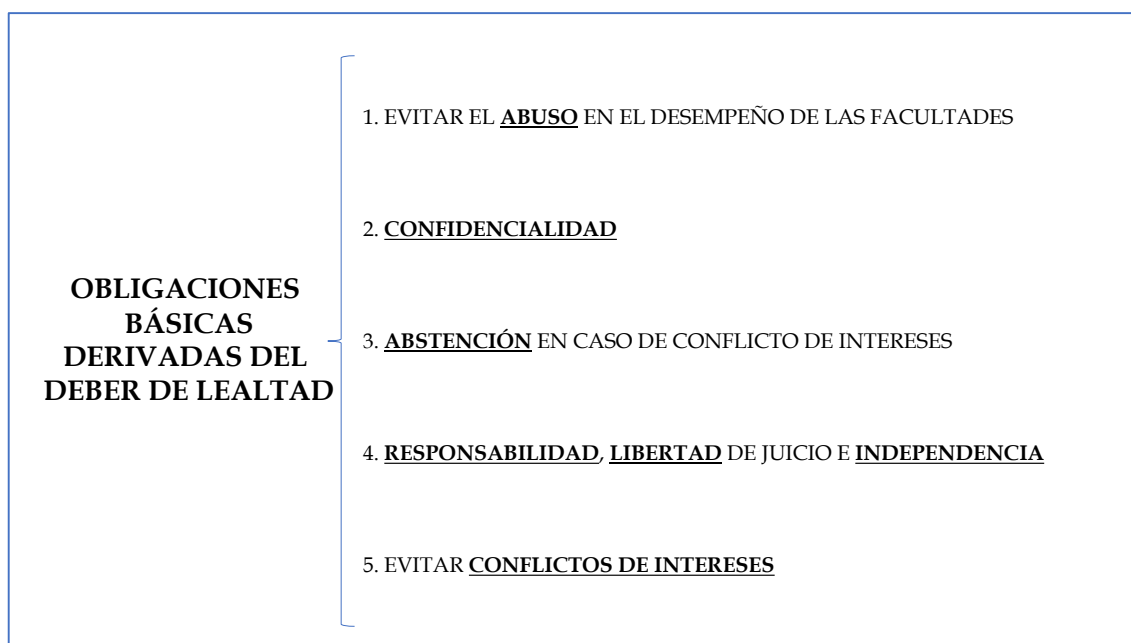 OBLIGACIONES
BÁSICAS
DERIVADAS DEL
DEBER DE LEALTAD
1. EVITAR EL ABUSO EN EL DESEMPEÑO DE LAS FACULTADES
2. CONFIDENCIALIDAD
3. ABSTENCIÓN EN CASO DE CONFLICTO DE INTERESES
4. RESPONSABILIDAD, LIBERTAD DE JUICIO E INDEPENDENCIA
5. EVITAR CONFLICTOS DE INTERESES